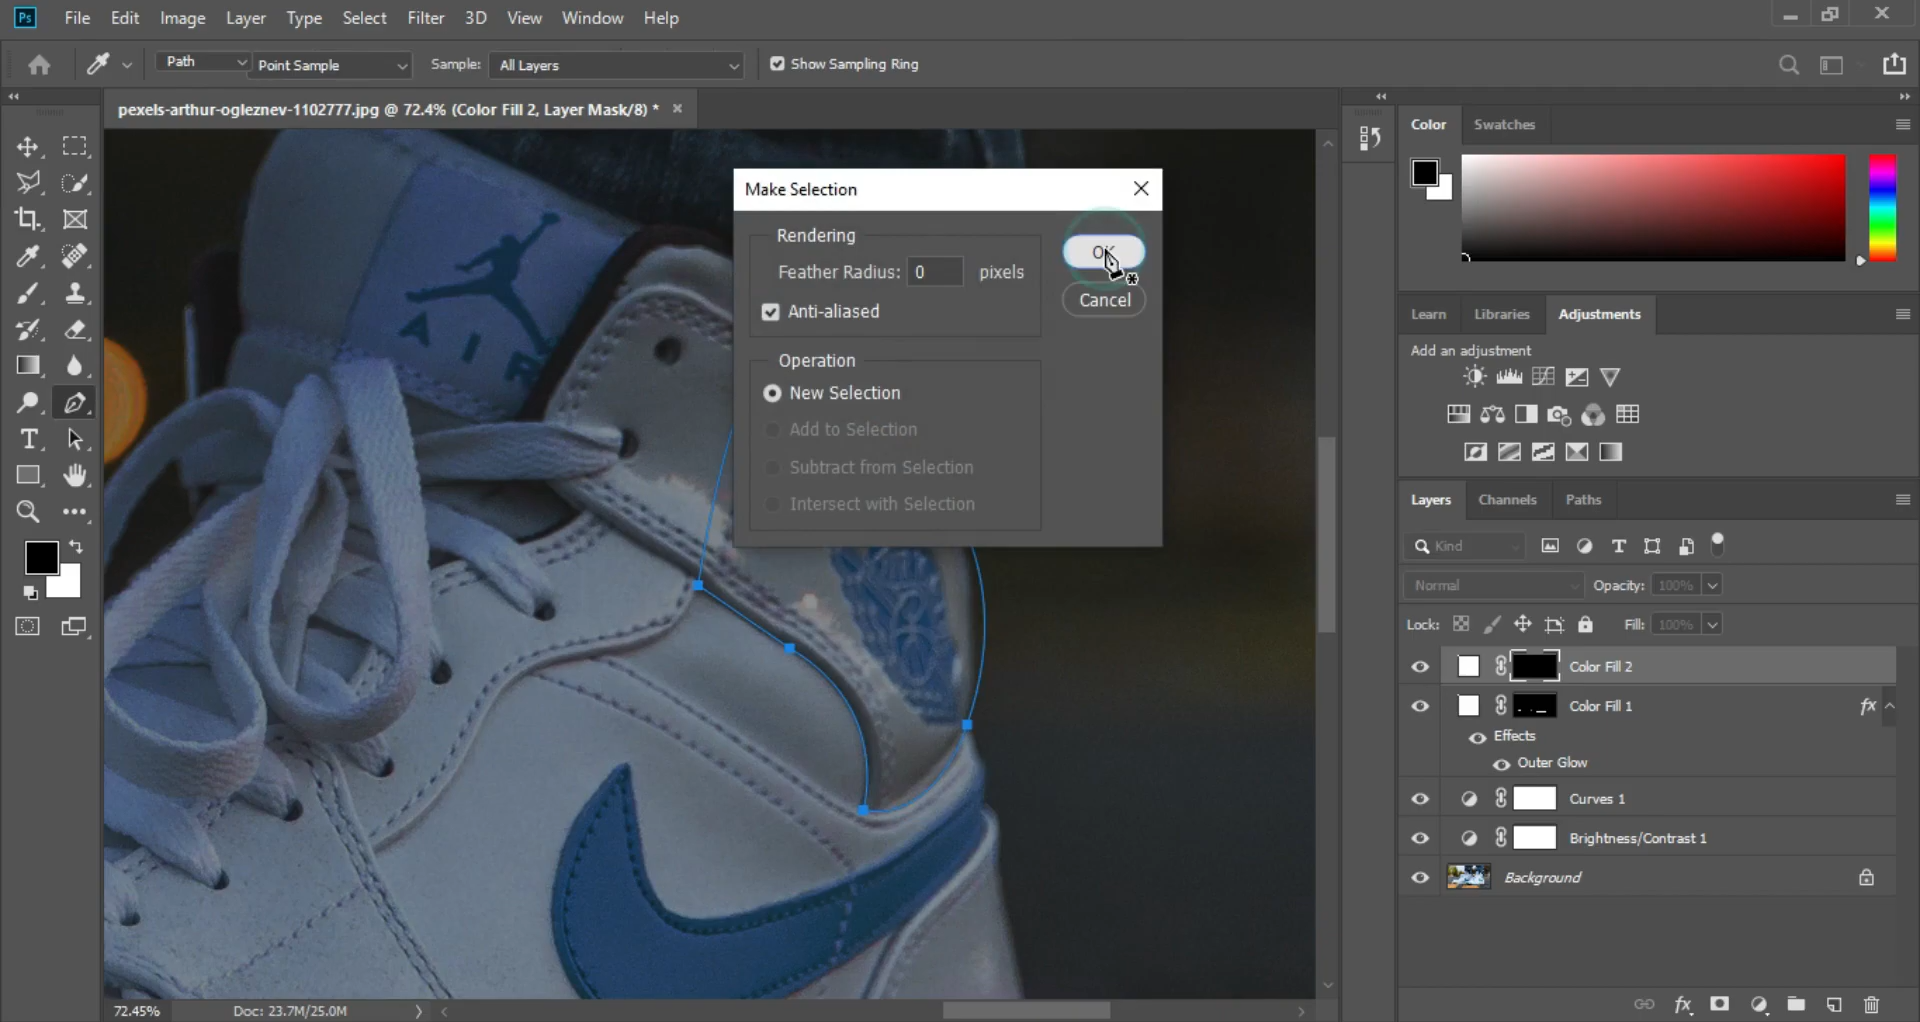 Ps File Edit Image Layer Type Select Filter 3D View Window Help
Path Point Sample Sample: All Layers Show Sampling Ring
pexels-arthur-ogleznev-1102777.jpg @ 72.4% (Color Fill 2, Layer Mask/8) *
Color Swatches
Make Selection
Rendering
Feather Radius: 0 pixels
Anti-aliased
OK
Cancel
Operation
New Selection
Add to Selection
Subtract from Selection
Intersect with Selection
AIR
Learn Libraries Adjustments
Add an adjustment
Layers Channels Paths
Kind
Normal Opacity: 100%
Lock: Fill: 100%
Color Fill 2
Color Fill 1 fx
Effects
Outer Glow
Curves 1
Brightness/Contrast 1
Background
72.45% Doc: 23.7M/25.0M
fx